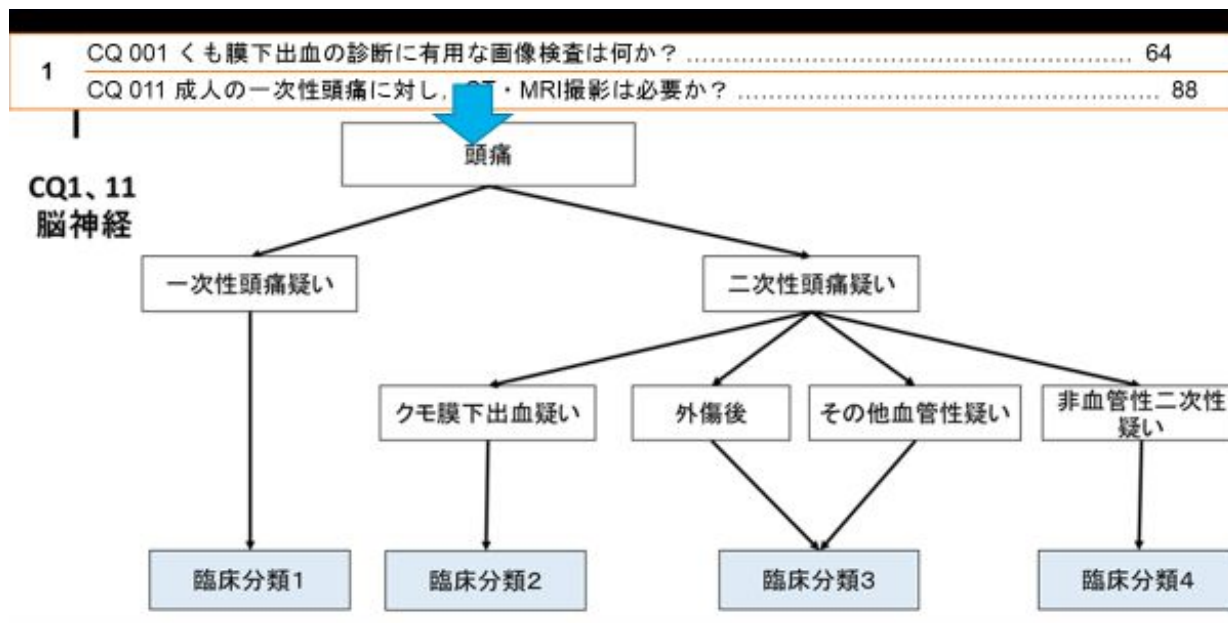 1
CQ 001 くも膜下出血の診断に有用な画像検査は何か？ 64
CQ 011 成人の一次性頭痛に対し, ・MRI撮影は必要か？ 88
CQ1、11
脳神経
頭痛
一次性頭痛疑い
二次性頭痛疑い
クモ膜下出血疑い
外傷後
その他血管性疑い
非血管性二次性
疑い
臨床分類1
臨床分類2
臨床分類3
臨床分類4